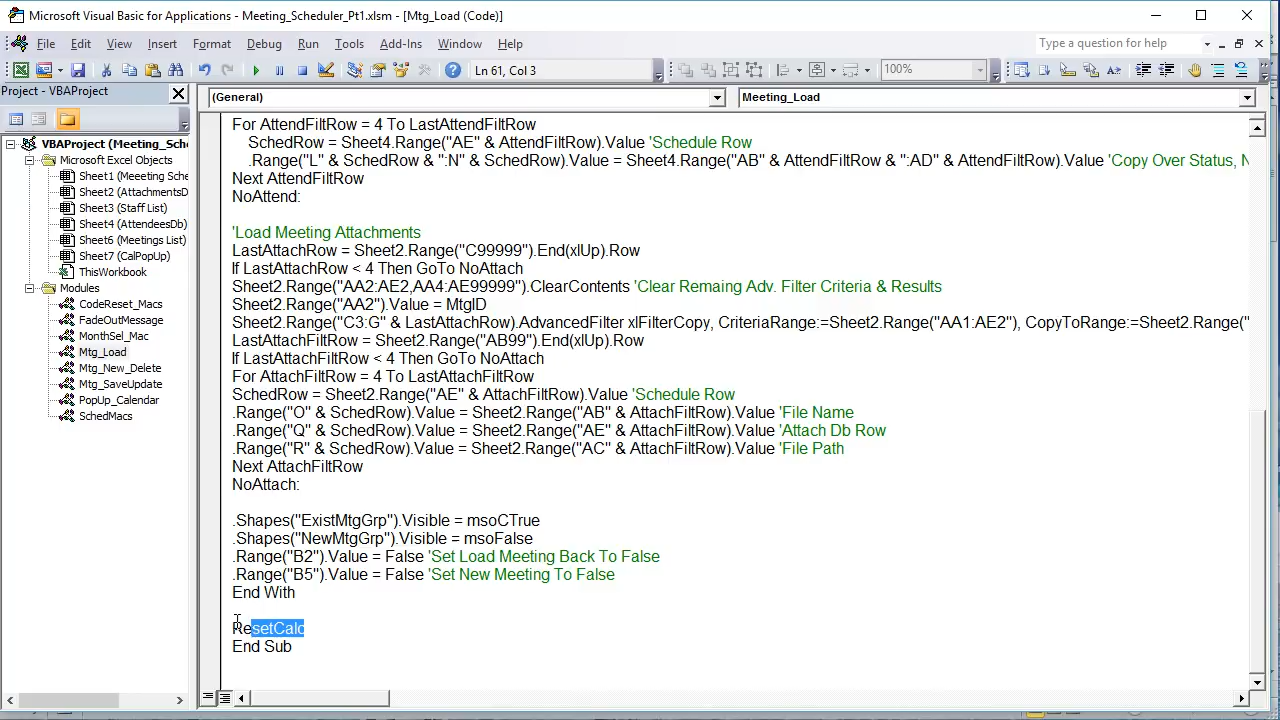 Microsoft Visual Basic for Applications - Meeting_Scheduler_Pt1.xlsm - [Mtg_Load (Code)]
File Edit View Insert Format Debug Run Tools Add-Ins Window Help Type a question for help
Ln 61, Col 3 100%
Project - VBAProject
(General) Meeting_Load
VBAProject (Meeting_Sche
Microsoft Excel Objects
Sheet1 (Meeeting Sche
Sheet2 (AttachmentsD
Sheet3 (Staff List)
Sheet4 (AttendeesDb)
Sheet6 (Meetings List)
Sheet7 (CalPopUp)
ThisWorkbook
Modules
CodeReset_Macs
FadeOutMessage
MonthSel_Mac
Mtg_Load
Mtg_New_Delete
Mtg_SaveUpdate
PopUp_Calendar
SchedMacs
For AttendFiltRow = 4 To LastAttendFiltRow
SchedRow = Sheet4.Range("AE" & AttendFiltRow).Value 'Schedule Row
.Range("L" & SchedRow & ":N" & SchedRow).Value = Sheet4.Range("AB" & AttendFiltRow & ":AD" & AttendFiltRow).Value 'Copy Over Status, N
Next AttendFiltRow
NoAttend:
'Load Meeting Attachments
LastAttachRow = Sheet2.Range("C99999").End(xlUp).Row
If LastAttachRow < 4 Then GoTo NoAttach
Sheet2.Range("AA2:AE2,AA4:AE99999").ClearContents 'Clear Remaing Adv. Filter Criteria & Results
Sheet2.Range("AA2").Value = MtgID
Sheet2.Range("C3:G" & LastAttachRow).AdvancedFilter xlFilterCopy, CriteriaRange:=Sheet2.Range("AA1:AE2"), CopyToRange:=Sheet2.Range("
LastAttachFiltRow = Sheet2.Range("AB99").End(xlUp).Row
If LastAttachFiltRow < 4 Then GoTo NoAttach
For AttachFiltRow = 4 To LastAttachFiltRow
SchedRow = Sheet2.Range("AE" & AttachFiltRow).Value 'Schedule Row
.Range("O" & SchedRow).Value = Sheet2.Range("AB" & AttachFiltRow).Value 'File Name
.Range("Q" & SchedRow).Value = Sheet2.Range("AE" & AttachFiltRow).Value 'Attach Db Row
.Range("R" & SchedRow).Value = Sheet2.Range("AC" & AttachFiltRow).Value 'File Path
Next AttachFiltRow
NoAttach:
.Shapes("ExistMtgGrp").Visible = msoCTrue
.Shapes("NewMtgGrp").Visible = msoFalse
.Range("B2").Value = False 'Set Load Meeting Back To False
.Range("B5").Value = False 'Set New Meeting To False
End With
ResetCalc
End Sub